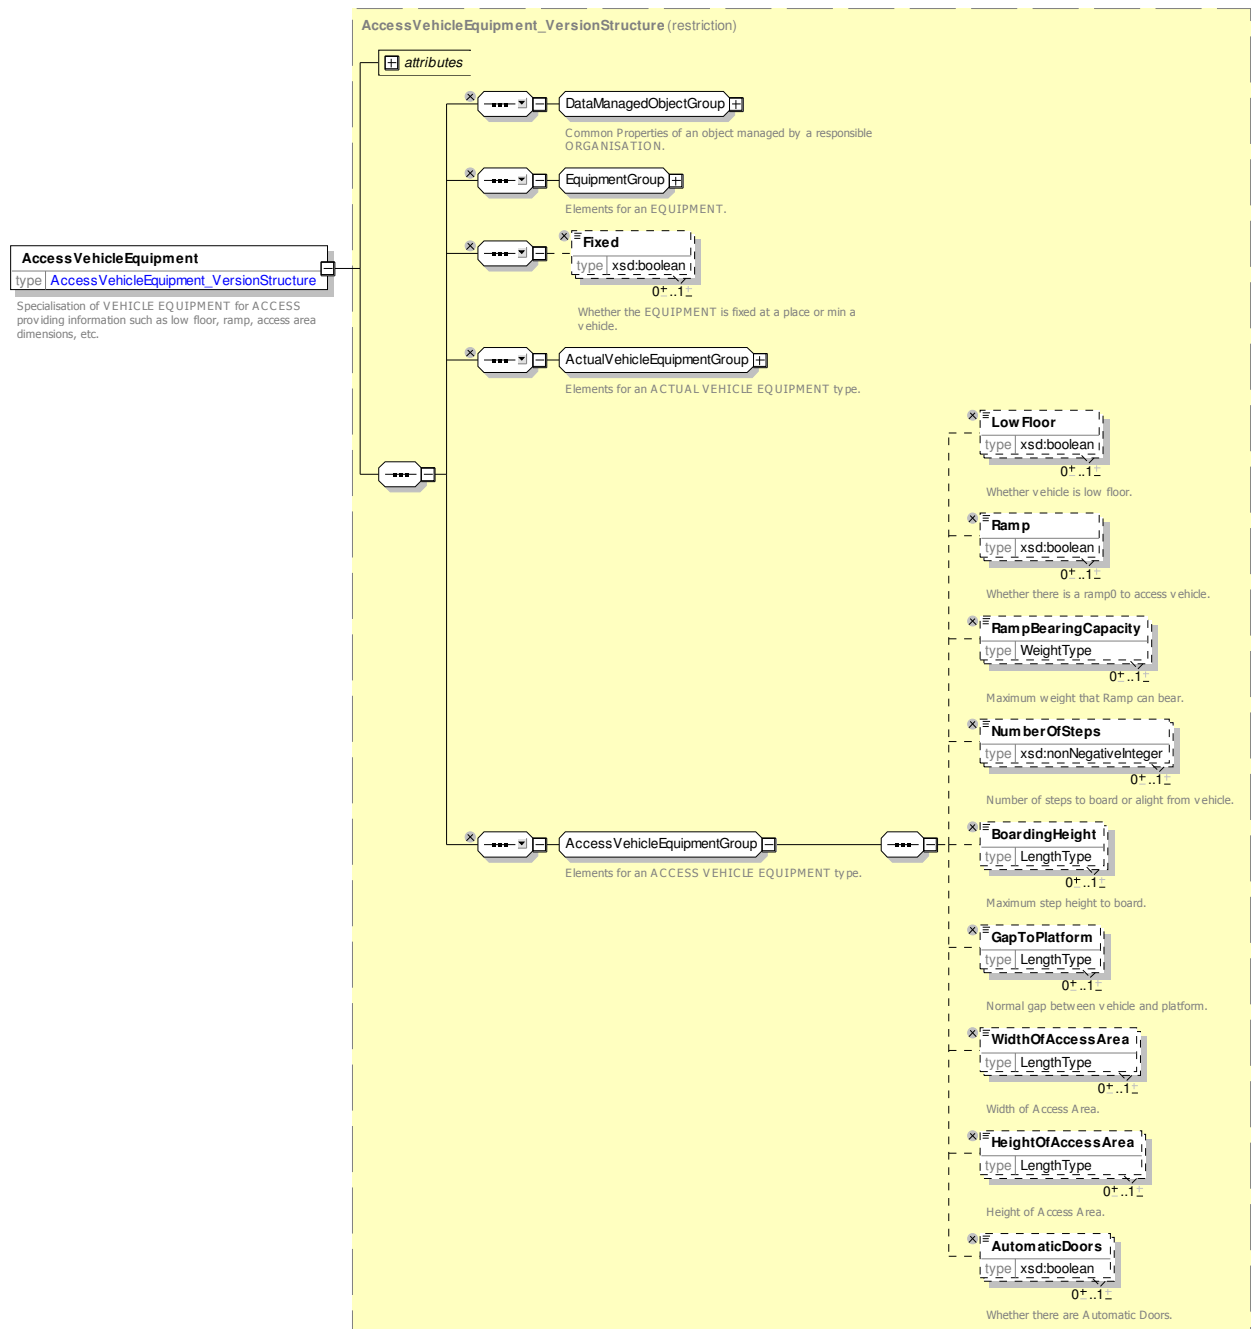 AccessVehicleEquipment_VersionStructure (restriction)
attributes
DataManagedObjectGroup
Common Properties of an object managed by a responsible
ORGANISATION.
EquipmentGroup
Elements for an EQUIPMENT.
AccessVehicleEquipment
type AccessVehicleEquipment_VersionStructure
Specialisation of VEHICLE EQUIPMENT for ACCESS
providing information such as low floor, ramp, access area
dimensions, etc.
Fixed
type xsd:boolean
0±..1±
Whether the EQUIPMENT is fixed at a place or min a
vehicle.
ActualVehicleEquipmentGroup
Elements for an ACTUAL VEHICLE EQUIPMENT type.
AccessVehicleEquipmentGroup
Elements for an ACCESS VEHICLE EQUIPMENT type.
LowFloor
type xsd:boolean
0±..1±
Whether vehicle is low floor.
Ramp
type xsd:boolean
0±..1±
Whether there is a ramp0 to access vehicle.
RampBearingCapacity
type WeightType
0±..1±
Maximum weight that Ramp can bear.
NumberOfSteps
type xsd:nonNegativeInteger
0±..1±
Number of steps to board or alight from vehicle.
BoardingHeight
type LengthType
0±..1±
Maximum step height to board.
GapToPlatform
type LengthType
0±..1±
Normal gap between vehicle and platform.
WidthOfAccessArea
type LengthType
0±..1±
Width of Access Area.
HeightOfAccessArea
type LengthType
0±..1±
Height of Access Area.
AutomaticDoors
type xsd:boolean
0±..1±
Whether there are Automatic Doors.